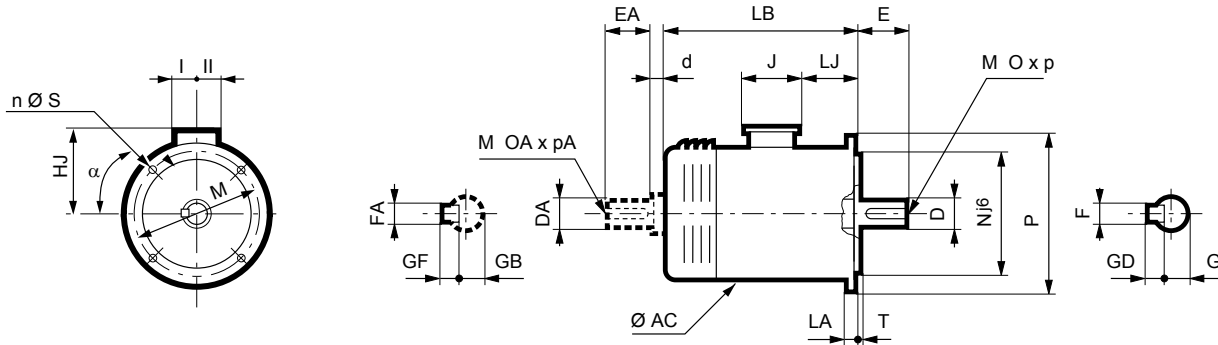 I II
n Ø S
HJ
α
M
EA
LB
E
d
J
LJ
M O x p
M OA x pA
FA
GF
GB
DA
D
Nj6
P
F
GD
G
Ø AC
LA
T